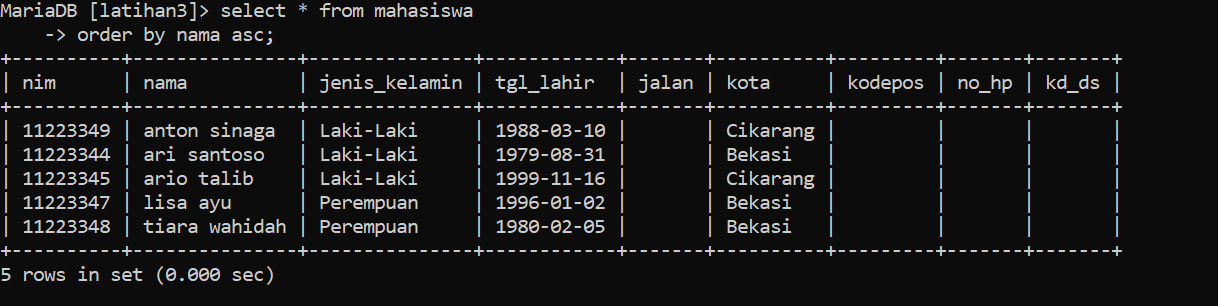 MariaDB [latihan3]> select * from mahasiswa
    -> order by nama asc;
+----------+---------------+---------------+------------+-------+----------+---------+-------+-------+
| nim      | nama          | jenis_kelamin | tgl_lahir  | jalan | kota     | kodepos | no_hp | kd_ds |
+----------+---------------+---------------+------------+-------+----------+---------+-------+-------+
| 11223349 | anton sinaga  | Laki-Laki     | 1988-03-10 |       | Cikarang |         |       |       |
| 11223344 | ari santoso   | Laki-Laki     | 1979-08-31 |       | Bekasi   |         |       |       |
| 11223345 | ario talib    | Laki-Laki     | 1999-11-16 |       | Cikarang |         |       |       |
| 11223347 | lisa ayu      | Perempuan     | 1996-01-02 |       | Bekasi   |         |       |       |
| 11223348 | tiara wahidah | Perempuan     | 1980-02-05 |       | Bekasi   |         |       |       |
+----------+---------------+---------------+------------+-------+----------+---------+-------+-------+
5 rows in set (0.000 sec)